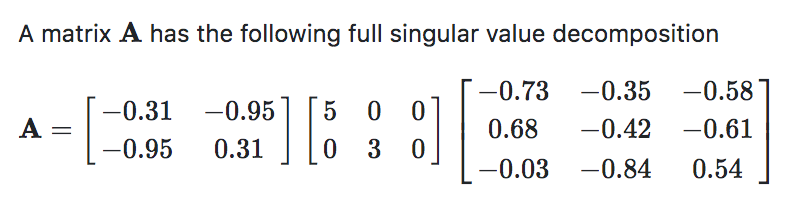 A matrix A has the following full singular value decomposition
A = [−0.31 −0.95; −0.95 0.31] [5 0 0; 0 3 0] [−0.73 −0.35 −0.58; 0.68 −0.42 −0.61; −0.03 −0.84 0.54]